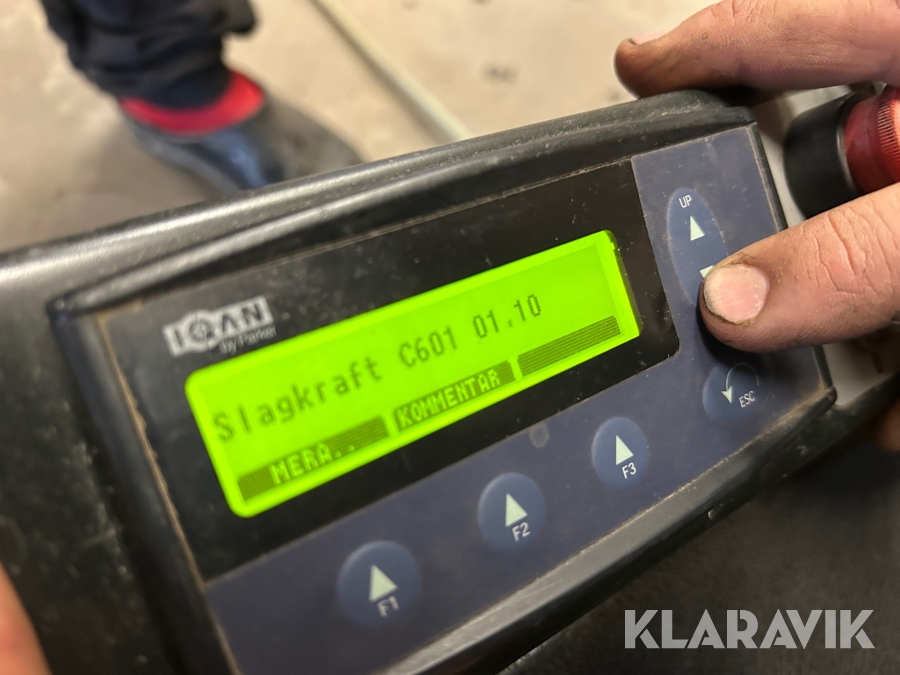 IQAN
by Parker
Slagkraft C601 01.10
MERA.. KOMMENTAR
UP
ESC
F1
F2
F3
KLARAVIK